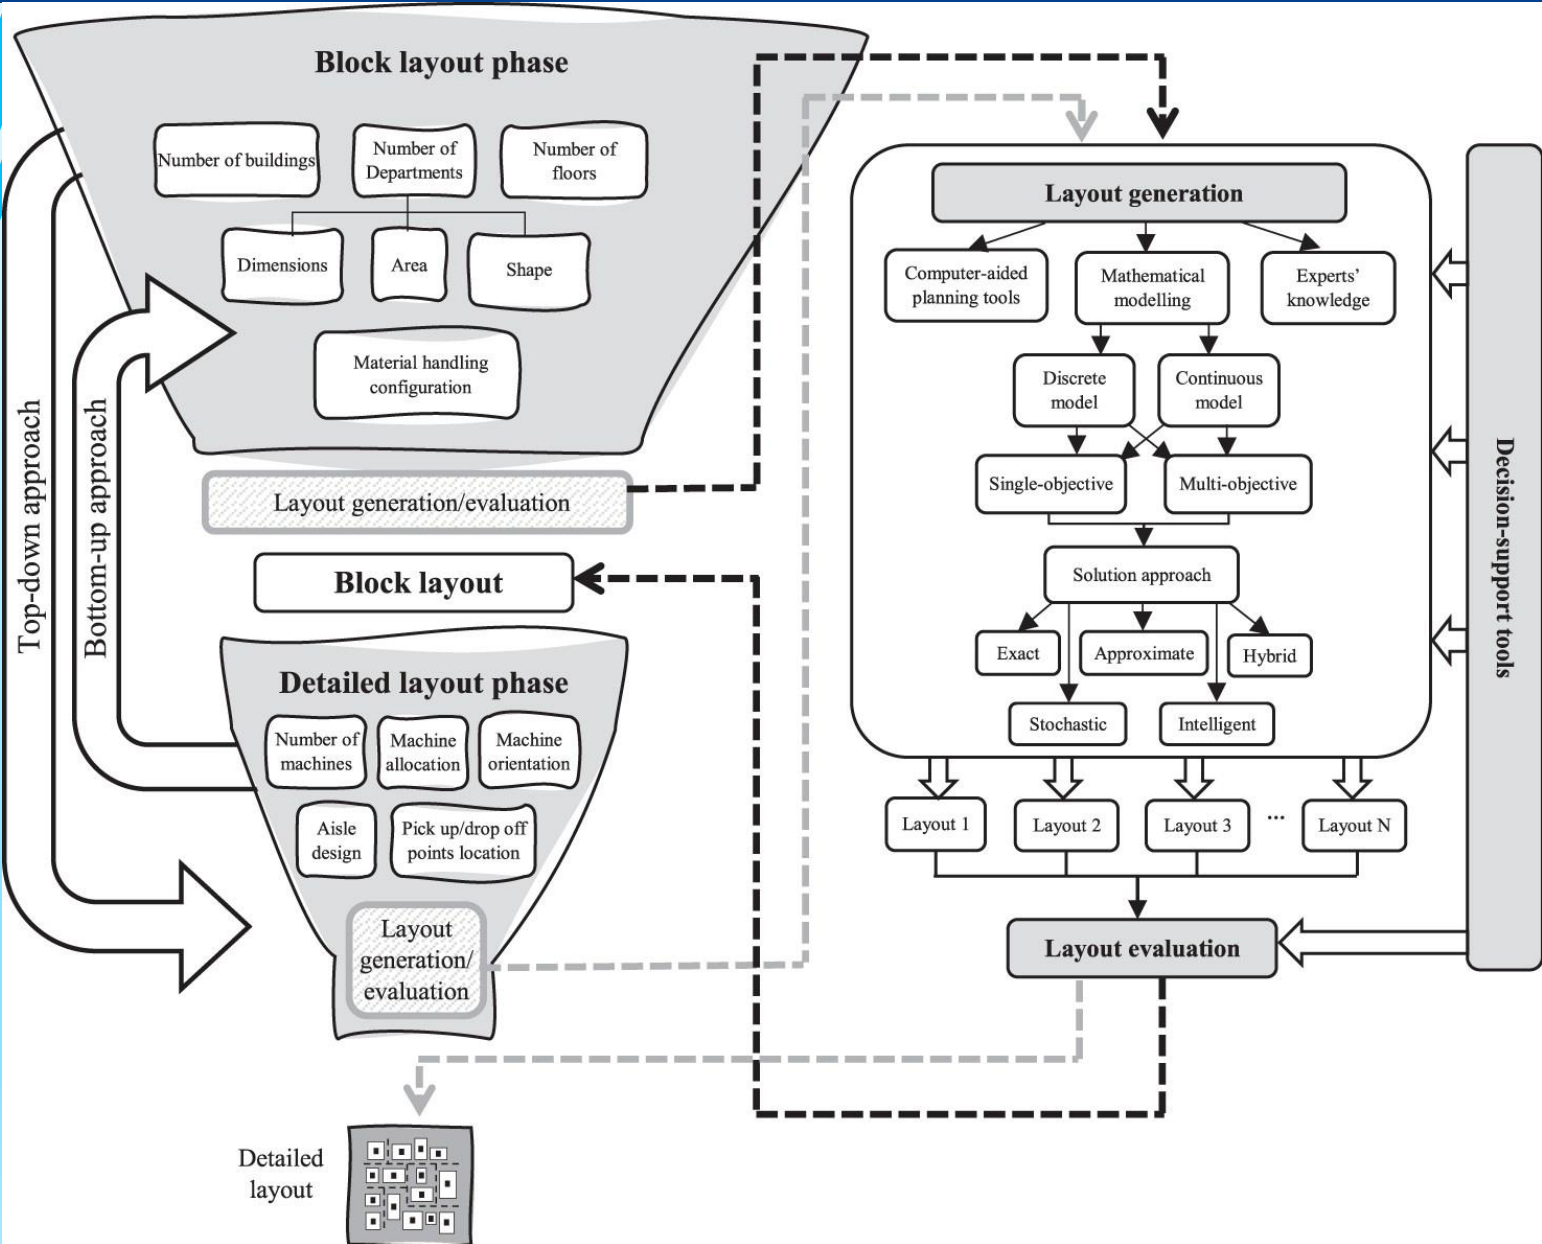 Block layout phase
Number of buildings
Number of
Departments
Number of
floors
Dimensions
Area
Shape
Material handling
configuration
Layout generation/evaluation
Block layout
Top-down approach
Bottom-up approach
Detailed layout phase
Number of
machines
Machine
allocation
Machine
orientation
Aisle
design
Pick up/drop off
points location
Layout
generation/
evaluation
Detailed
layout
Layout generation
Computer-aided
planning tools
Mathematical
modelling
Experts’
knowledge
Discrete
model
Continuous
model
Single-objective
Multi-objective
Solution approach
Exact
Approximate
Hybrid
Stochastic
Intelligent
Layout 1
Layout 2
Layout 3
...
Layout N
Layout evaluation
Decision-support tools